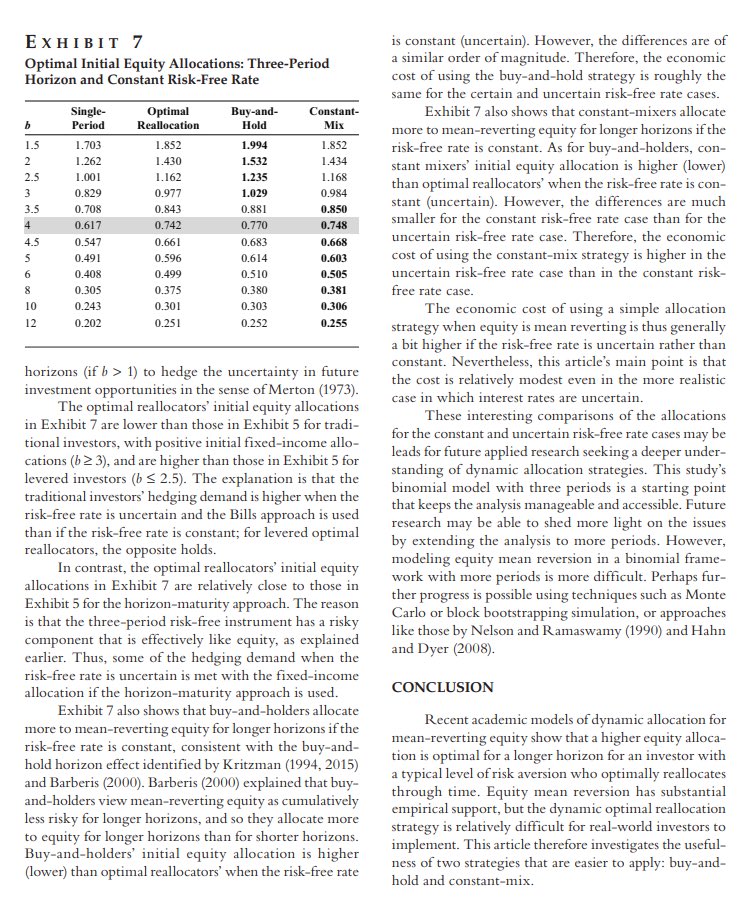 EXHIBIT 7
Optimal Initial Equity Allocations: Three-Period
Horizon and Constant Risk-Free Rate
b Single-Period Optimal Reallocation Buy-and-Hold Constant-Mix
1.5 1.703 1.852 1.994 1.852
2 1.262 1.430 1.532 1.434
2.5 1.001 1.162 1.235 1.168
3 0.829 0.977 1.029 0.984
3.5 0.708 0.843 0.881 0.850
4 0.617 0.742 0.770 0.748
4.5 0.547 0.661 0.683 0.668
5 0.491 0.596 0.614 0.603
6 0.408 0.499 0.510 0.505
8 0.305 0.375 0.380 0.381
10 0.243 0.301 0.303 0.306
12 0.202 0.251 0.252 0.255
horizons (if b > 1) to hedge the uncertainty in future
investment opportunities in the sense of Merton (1973).
The optimal reallocators' initial equity allocations
in Exhibit 7 are lower than those in Exhibit 5 for tradi-
tional investors, with positive initial fixed-income allo-
cations (b ≥ 3), and are higher than those in Exhibit 5 for
levered investors (b ≤ 2.5). The explanation is that the
traditional investors' hedging demand is higher when the
risk-free rate is uncertain and the Bills approach is used
than if the risk-free rate is constant; for levered optimal
reallocators, the opposite holds.
In contrast, the optimal reallocators' initial equity
allocations in Exhibit 7 are relatively close to those in
Exhibit 5 for the horizon-maturity approach. The reason
is that the three-period risk-free instrument has a risky
component that is effectively like equity, as explained
earlier. Thus, some of the hedging demand when the
risk-free rate is uncertain is met with the fixed-income
allocation if the horizon-maturity approach is used.
Exhibit 7 also shows that buy-and-holders allocate
more to mean-reverting equity for longer horizons if the
risk-free rate is constant, consistent with the buy-and-
hold horizon effect identified by Kritzman (1994, 2015)
and Barberis (2000). Barberis (2000) explained that buy-
and-holders view mean-reverting equity as cumulatively
less risky for longer horizons, and so they allocate more
to equity for longer horizons than for shorter horizons.
Buy-and-holders' initial equity allocation is higher
(lower) than optimal reallocators' when the risk-free rate
is constant (uncertain). However, the differences are of
a similar order of magnitude. Therefore, the economic
cost of using the buy-and-hold strategy is roughly the
same for the certain and uncertain risk-free rate cases.
Exhibit 7 also shows that constant-mixers allocate
more to mean-reverting equity for longer horizons if the
risk-free rate is constant. As for buy-and-holders, con-
stant mixers' initial equity allocation is higher (lower)
than optimal reallocators' when the risk-free rate is con-
stant (uncertain). However, the differences are much
smaller for the constant risk-free rate case than for the
uncertain risk-free rate case. Therefore, the economic
cost of using the constant-mix strategy is higher in the
uncertain risk-free rate case than in the constant risk-
free rate case.
The economic cost of using a simple allocation
strategy when equity is mean reverting is thus generally
a bit higher if the risk-free rate is uncertain rather than
constant. Nevertheless, this article's main point is that
the cost is relatively modest even in the more realistic
case in which interest rates are uncertain.
These interesting comparisons of the allocations
for the constant and uncertain risk-free rate cases may be
leads for future applied research seeking a deeper under-
standing of dynamic allocation strategies. This study's
binomial model with three periods is a starting point
that keeps the analysis manageable and accessible. Future
research may be able to shed more light on the issues
by extending the analysis to more periods. However,
modeling equity mean reversion in a binomial frame-
work with more periods is more difficult. Perhaps fur-
ther progress is possible using techniques such as Monte
Carlo or block bootstrapping simulation, or approaches
like those by Nelson and Ramaswamy (1990) and Hahn
and Dyer (2008).
CONCLUSION
Recent academic models of dynamic allocation for
mean-reverting equity show that a higher equity alloca-
tion is optimal for a longer horizon for an investor with
a typical level of risk aversion who optimally reallocates
through time. Equity mean reversion has substantial
empirical support, but the dynamic optimal reallocation
strategy is relatively difficult for real-world investors to
implement. This article therefore investigates the useful-
ness of two strategies that are easier to apply: buy-and-
hold and constant-mix.